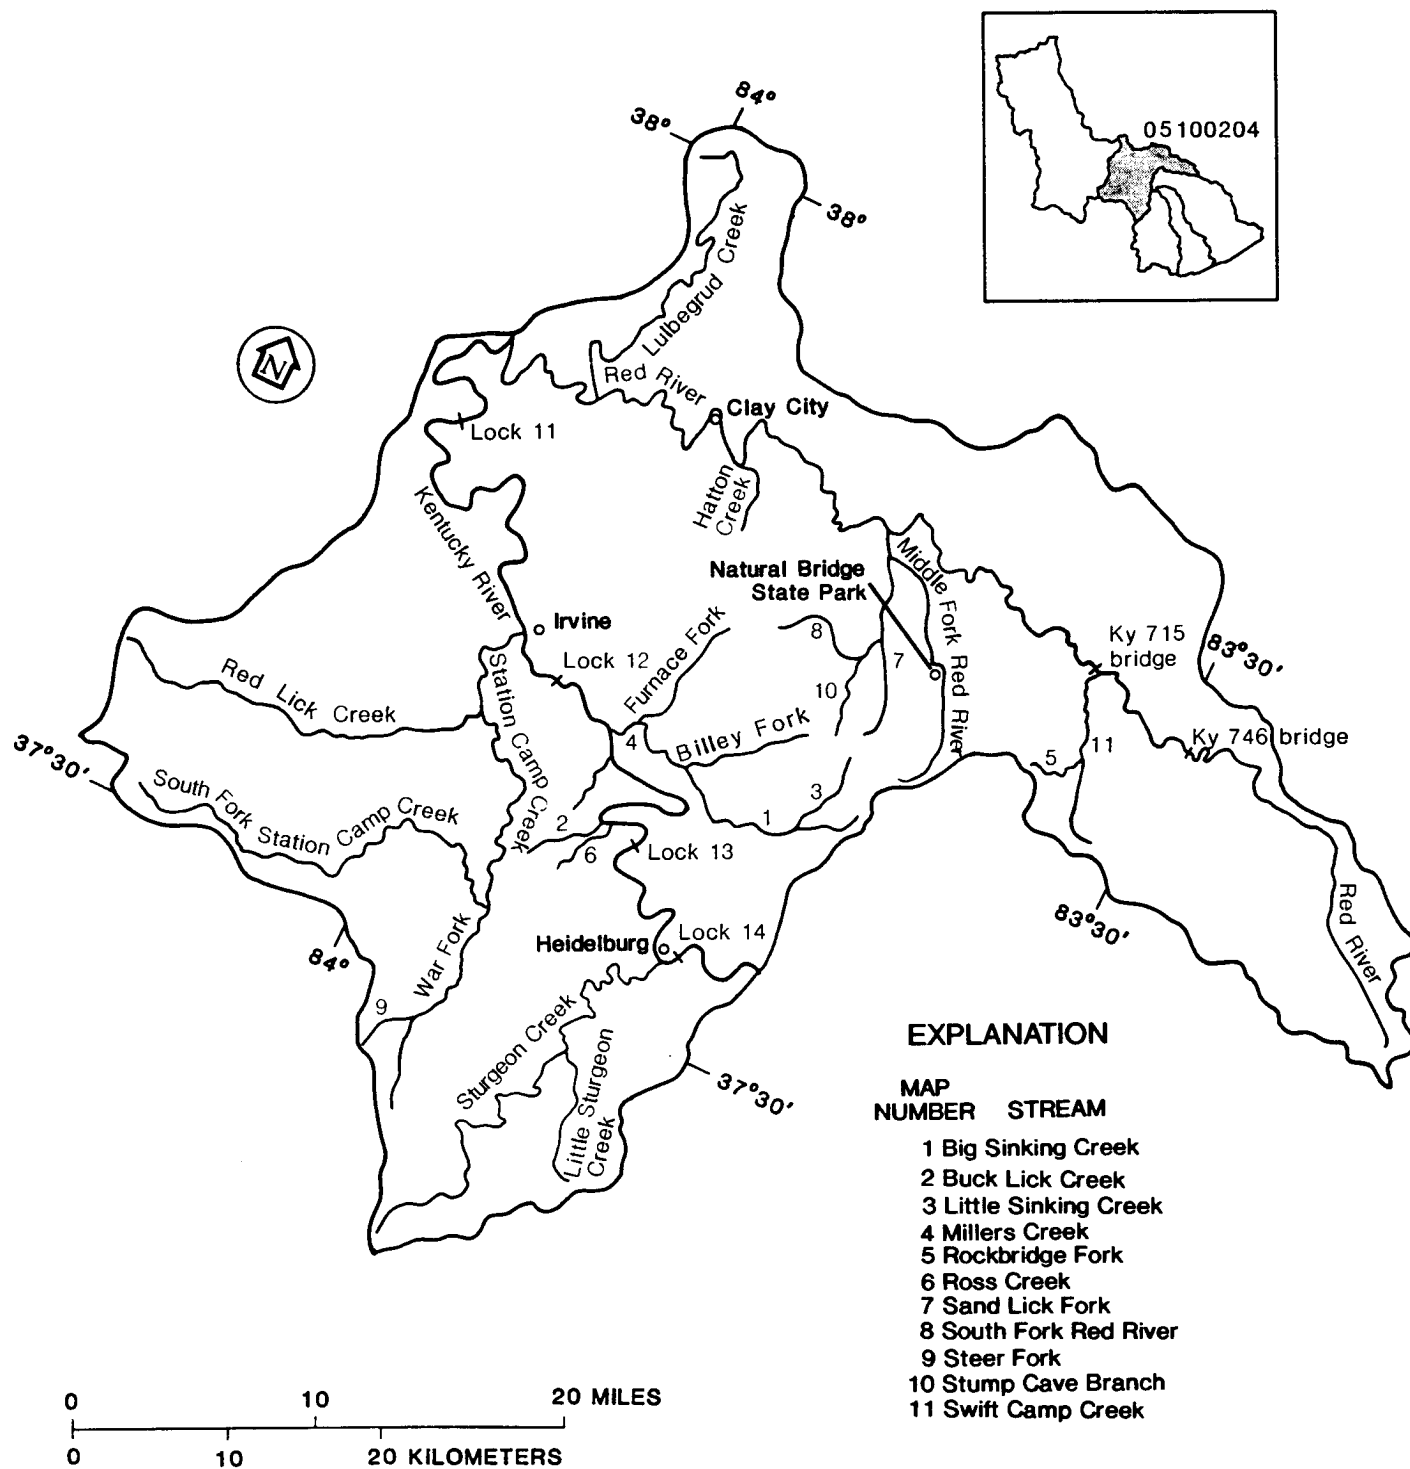 05100204
84°
38°
38°
Lulbegrud Creek
N
Red River
Clay City
Lock 11
Hatton
Creek
Kentucky River
Middle Fork Red River
Natural Bridge
State Park
Irvine
Furnace Fork
8
Ky 715
bridge
83°30'
Lock 12
7
Station Camp Creek
Red Lick Creek
10
4
Billey Fork
Ky 746 bridge
11
5
37°30'
South Fork Station Camp Creek
3
1
2
6
Lock 13
Red River
83°30'
Heidelburg
Lock 14
84°
War Fork
9
Sturgeon Creek
Little Sturgeon
Creek
37°30'
EXPLANATION
MAP
NUMBER STREAM
1 Big Sinking Creek
2 Buck Lick Creek
3 Little Sinking Creek
4 Millers Creek
5 Rockbridge Fork
6 Ross Creek
7 Sand Lick Fork
8 South Fork Red River
9 Steer Fork
10 Stump Cave Branch
11 Swift Camp Creek
0 10 20 MILES
0 10 20 KILOMETERS